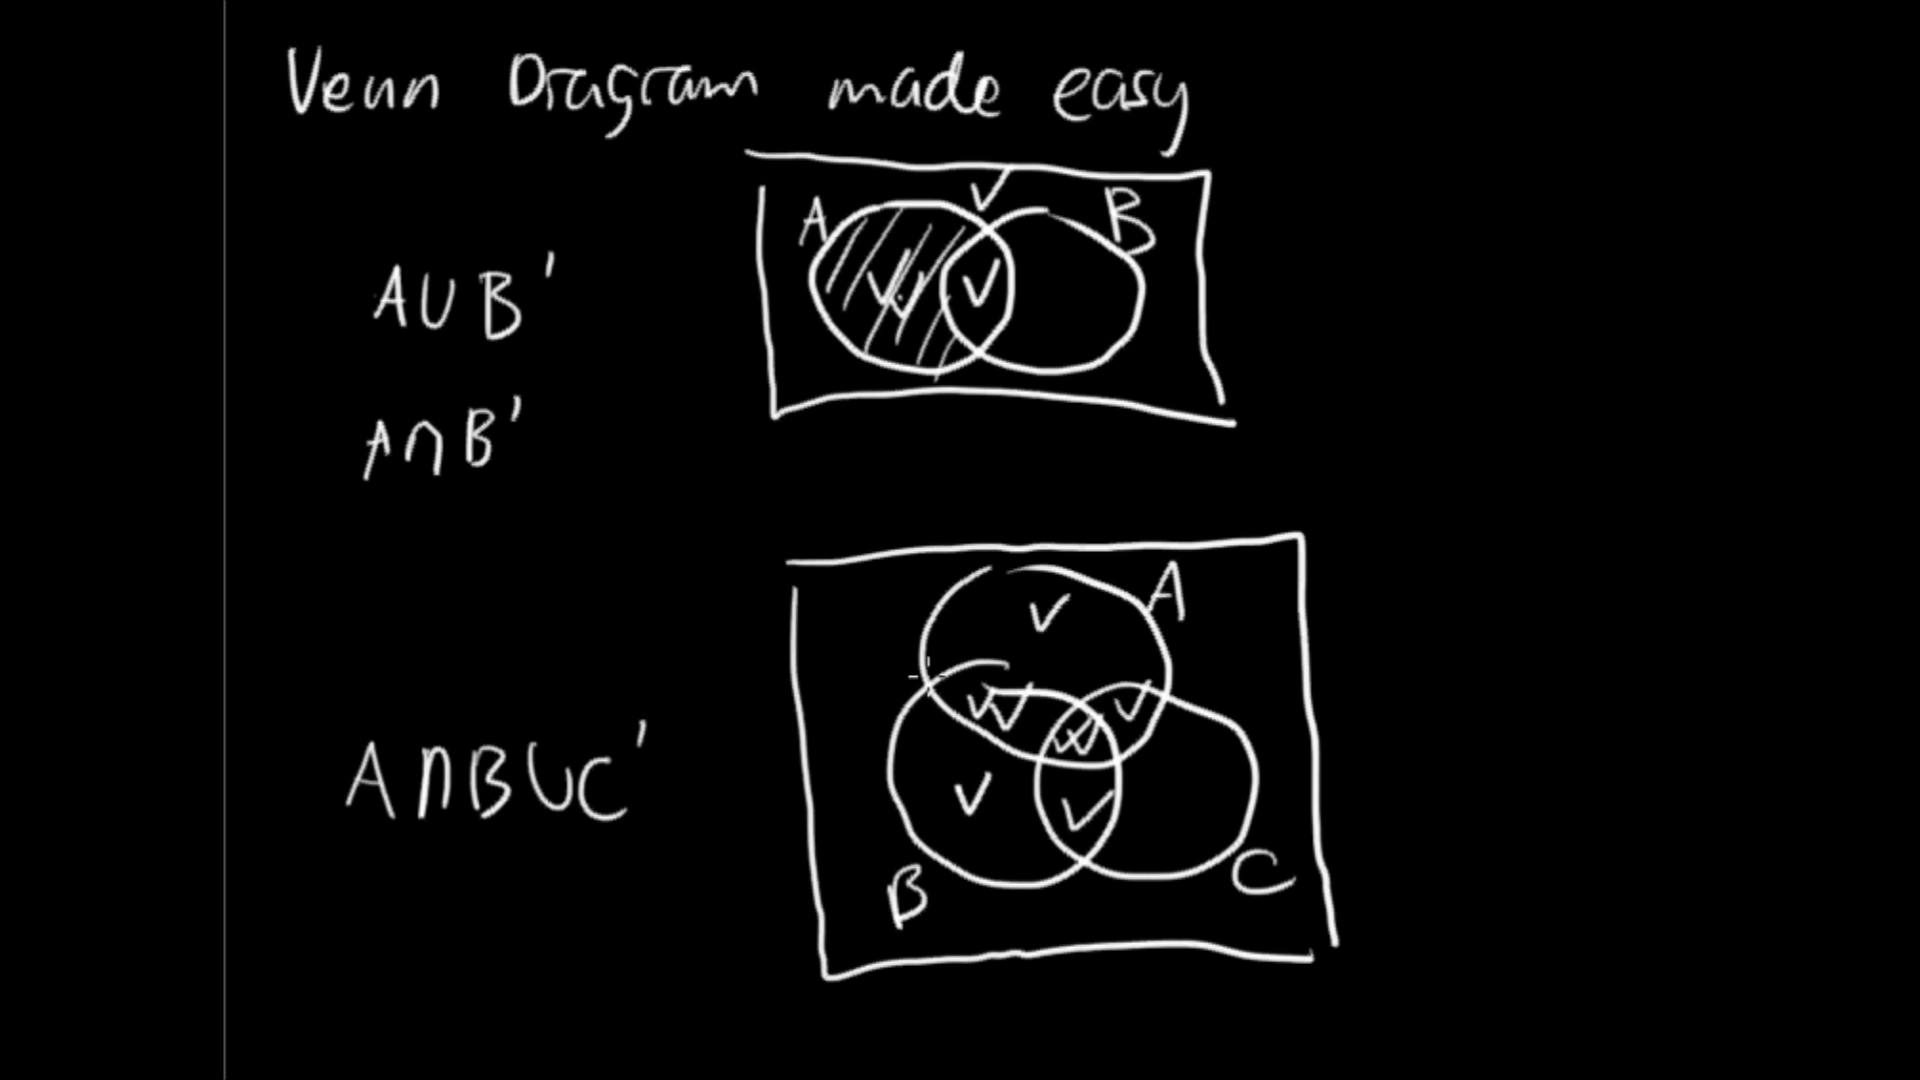 Venn Diagram made easy
A B
A∪B'
A∩B'
A
A∩B∪C'
B C